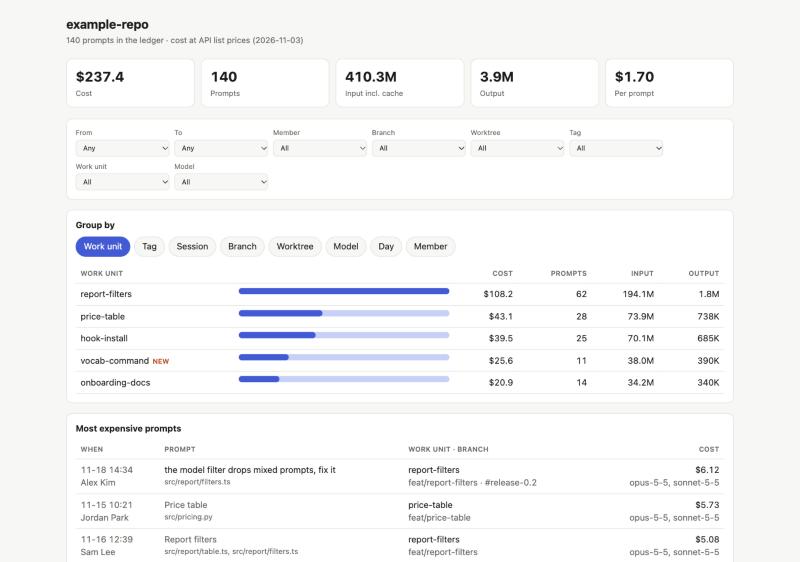 example-repo
140 prompts in the ledger · cost at API list prices (2026-11-03)
$237.4 140 410.3M 3.9M $1.70
Cost Prompts Input incl. cache Output Per prompt
From To Member Branch Worktree Tag
Any Any All All All All
Work unit Model
All All
Group by
Work unit Tag Session Branch Worktree Model Day Member
WORK UNIT COST PROMPTS INPUT OUTPUT
report-filters $108.2 62 194.1M 1.8M
price-table $43.1 28 73.9M 738K
hook-install $39.5 25 70.1M 685K
vocab-command NEW $25.6 11 38.0M 390K
onboarding-docs $20.9 14 34.2M 340K
Most expensive prompts
WHEN PROMPT WORK UNIT · BRANCH COST
11-18 14:34 the model filter drops mixed prompts, fix it report-filters $6.12
Alex Kim src/report/filters.ts feat/report-filters · #release-0.2 opus-5-5, sonnet-5-5
11-15 10:21 Price table price-table $5.73
Jordan Park src/pricing.py feat/price-table opus-5-5, sonnet-5-5
11-16 12:39 Report filters report-filters $5.08
Sam Lee src/report/table.ts, src/report/filters.ts feat/report-filters opus-5-5, sonnet-5-5